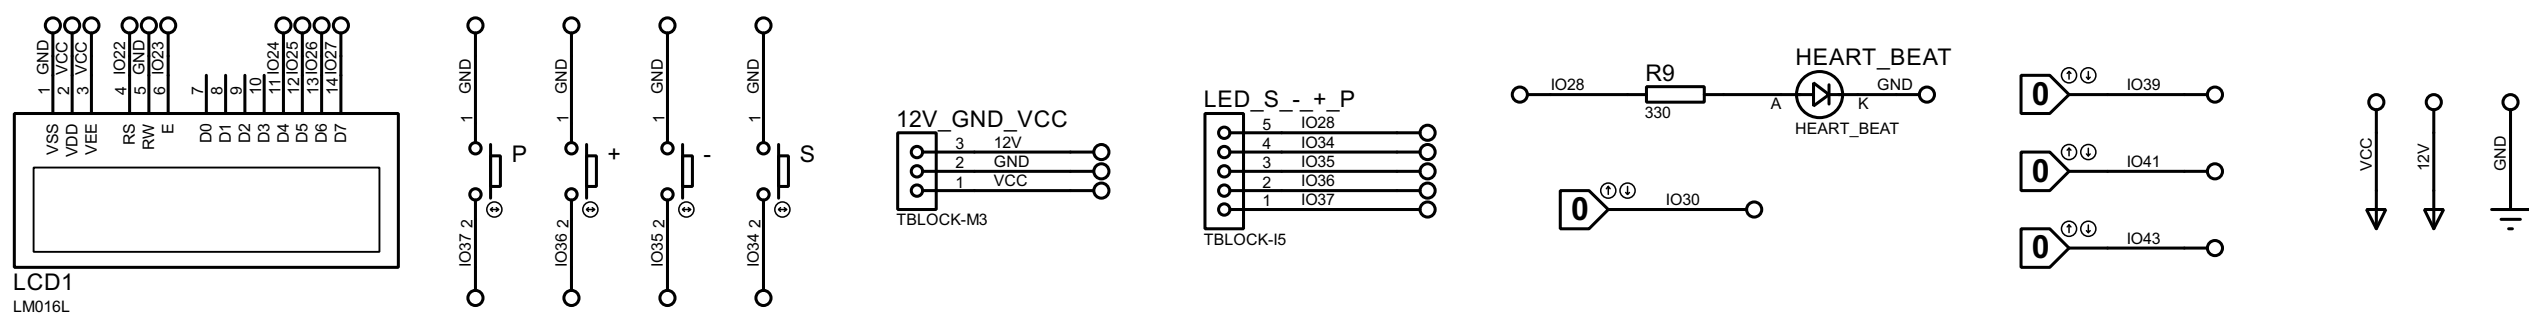 GND
VCC
VCC
IO22
GND
IO23
IO24
IO25
IO26
IO27
1
2
3
4
5
6
7
8
9
10
11
12
13
14
VSS
VDD
VEE
RS
RW
E
D0
D1
D2
D3
D4
D5
D6
D7
LCD1
LM016L
GND
1
P
IO37 2
GND
1
+
IO36 2
GND
1
-
IO35 2
GND
1
S
IO34 2
12V_GND_VCC
3 12V
2 GND
1 VCC
TBLOCK-M3
LED_S_-_+_P
5 IO28
4 IO34
3 IO35
2 IO36
1 IO37
TBLOCK-I5
IO28
R9
330
HEART_BEAT
A
K
GND
HEART_BEAT
0 IO30
0 IO39
0 IO41
0 IO43
VCC
12V
GND